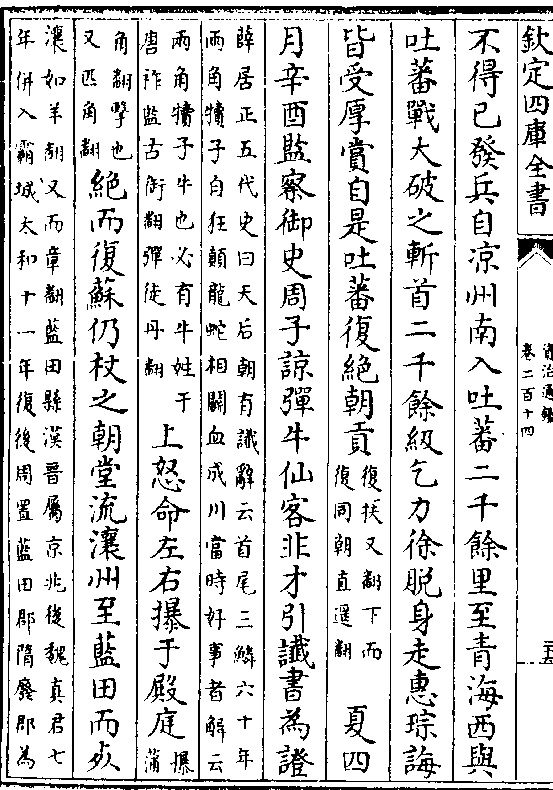 欽定四庫全書
資治通鑑
卷二百十四
不得已發兵自涼州南入吐蕃二千餘里至青海西與
吐蕃戰大破之斬首二千餘級乞力徐脫身走惠琮誨
皆受厚賞自是吐蕃復絶朝貢
復扶又翻下而
復同朝直遥翻
夏四
月辛酉監察御史周子諒彈牛仙客非才引讖書為證
薛居正五代史曰天后朝有讖辭云首尾三鱗六十年
兩角犢子自狂顛龍蛇相鬭血成川當時好事者解云
兩角犢子牛也必有牛姓干
唐祚監古銜翻彈徒丹翻
上怒命左右㩧于殿庭
㩧
蒲
角翻擊也
又匹角翻
絶而復蘇仍杖之朝堂流瀼州至藍田而死
瀼如羊翻又而章翻藍田縣漢晉屬京兆後魏真君七
年併入霸城太和十一年復後周置藍田郡隋廢郡為